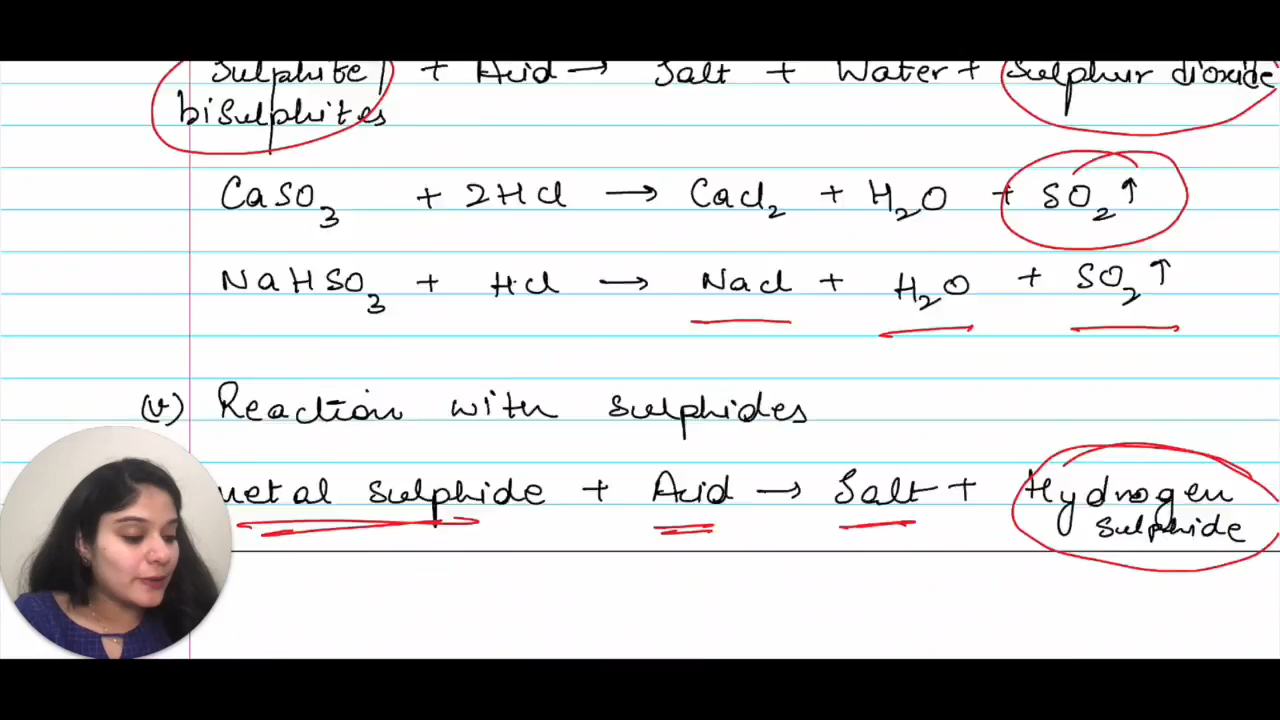 Sulphite/ + Acid → Salt + Water + Sulphur dioxide
bisulphites
CaSO₃ + 2HCl → CaCl₂ + H₂O + SO₂↑
NaHSO₃ + HCl → NaCl + H₂O + SO₂↑
(v) Reaction with sulphides
metal sulphide + Acid → Salt + Hydrogen
sulphide